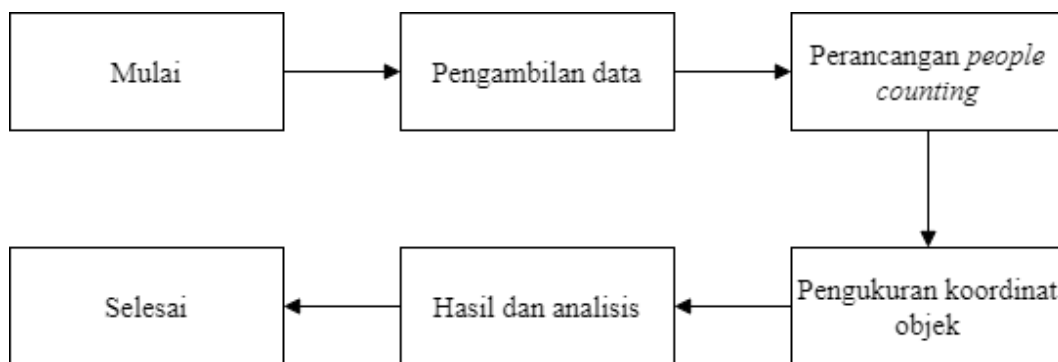 Mulai
Pengambilan data
Perancangan people
counting
Pengukuran koordinat
objek
Hasil dan analisis
Selesai